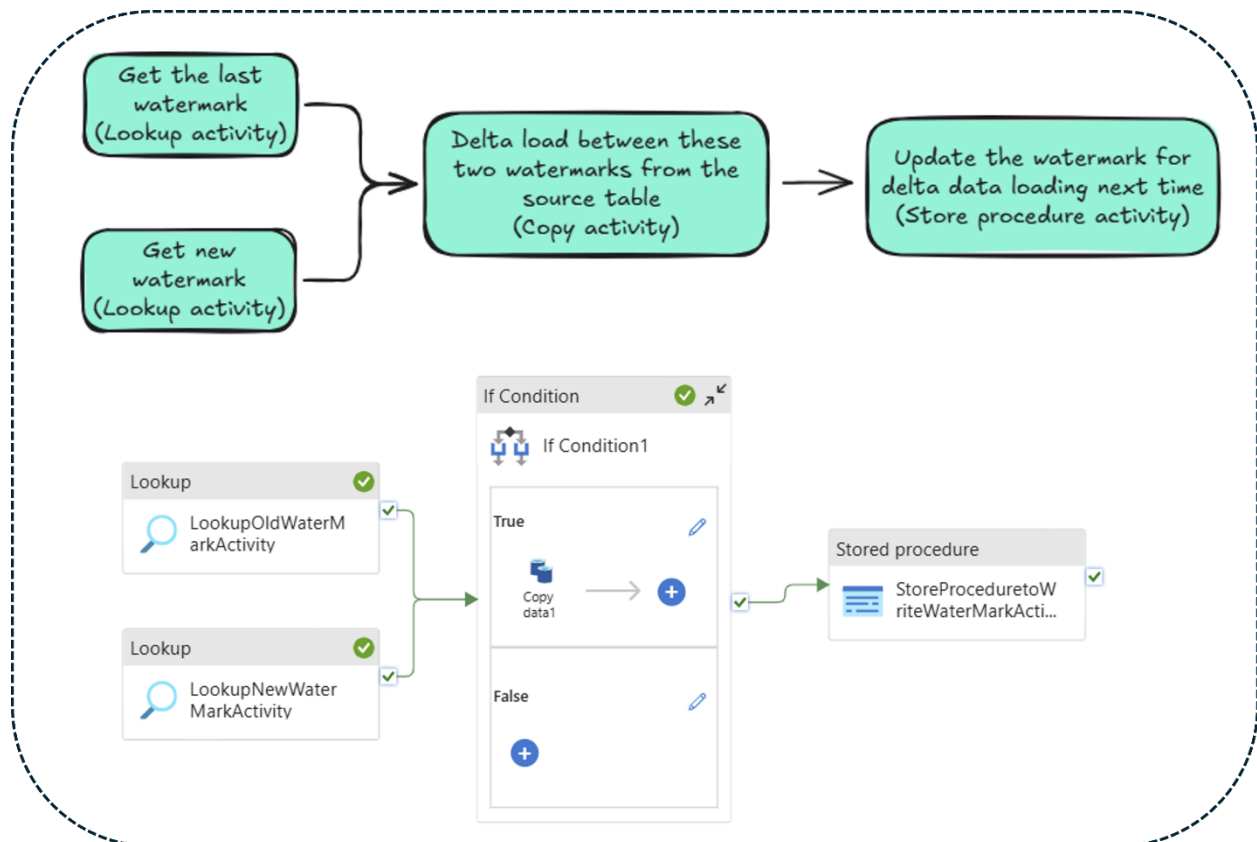 Get the last
watermark
(Lookup activity)
Delta load between these
two watermarks from the
source table
(Copy activity)
Update the watermark for
delta data loading next time
(Store procedure activity)
Get new
watermark
(Lookup activity)
If Condition
If Condition1
Lookup
LookupOldWaterM
arkActivity
True
Copy
data1
Stored procedure
StoreProceduretoW
riteWaterMarkActi...
Lookup
LookupNewWater
MarkActivity
False